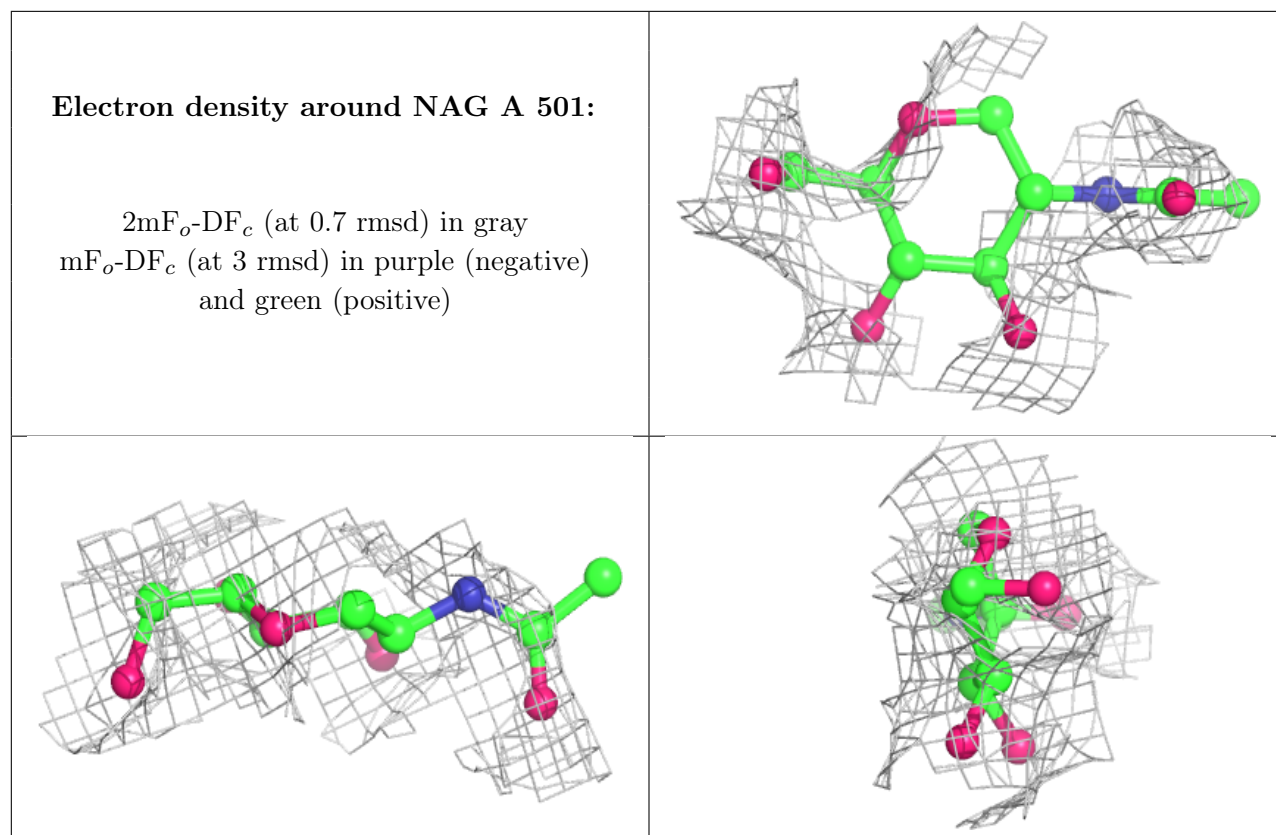 Electron density around NAG A 501:
2mFo-DFc (at 0.7 rmsd) in gray
mFo-DFc (at 3 rmsd) in purple (negative)
and green (positive)